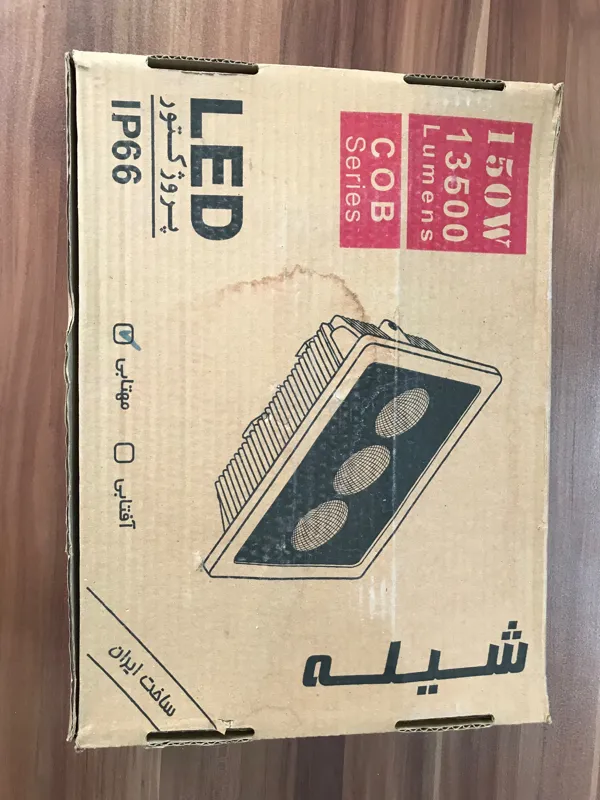 150W
13500
Lumens
COB
Series
شیله
LED
پروژکتور
IP66
مهتابی
آفتابی
ساخت ایران